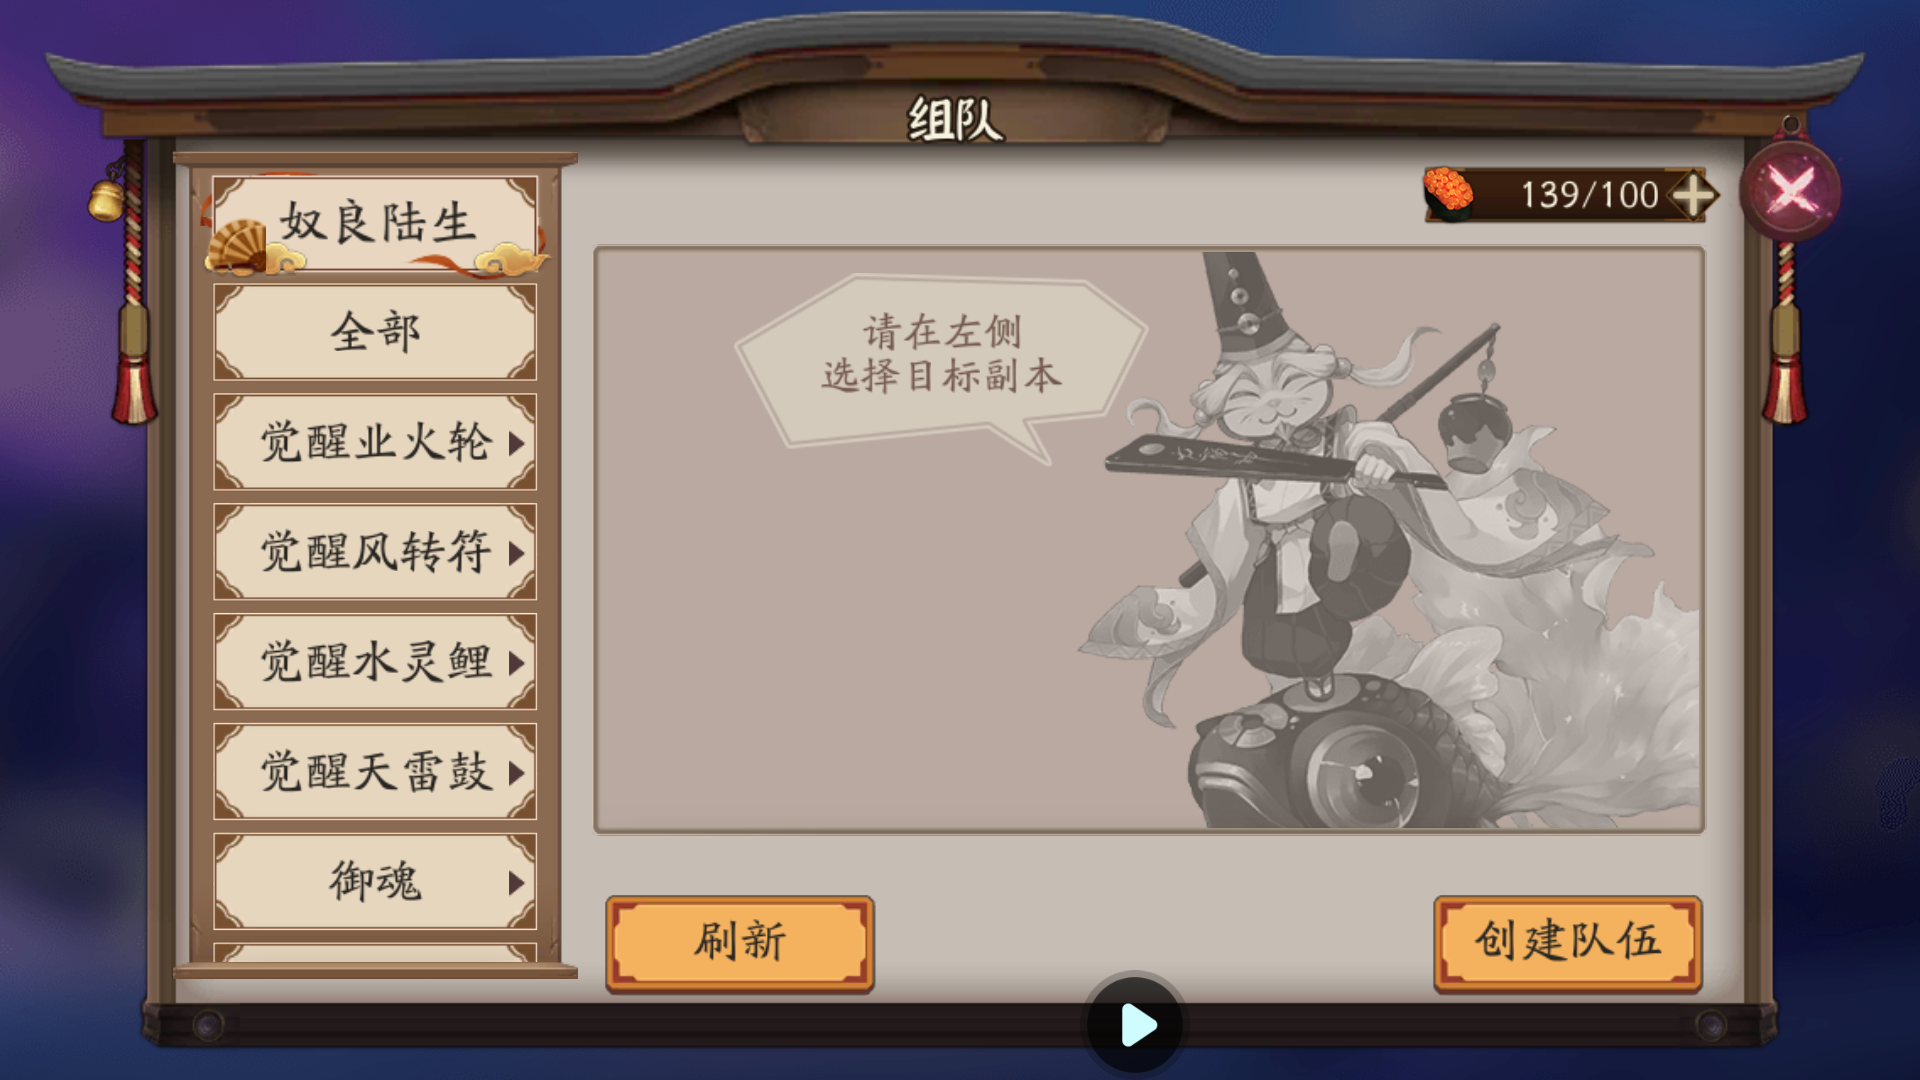 组队
139/100
奴良陆生
全部
觉醒业火轮
觉醒风转符
觉醒水灵鲤
觉醒天雷鼓
御魂
请在左侧
选择目标副本
刷新
创建队伍